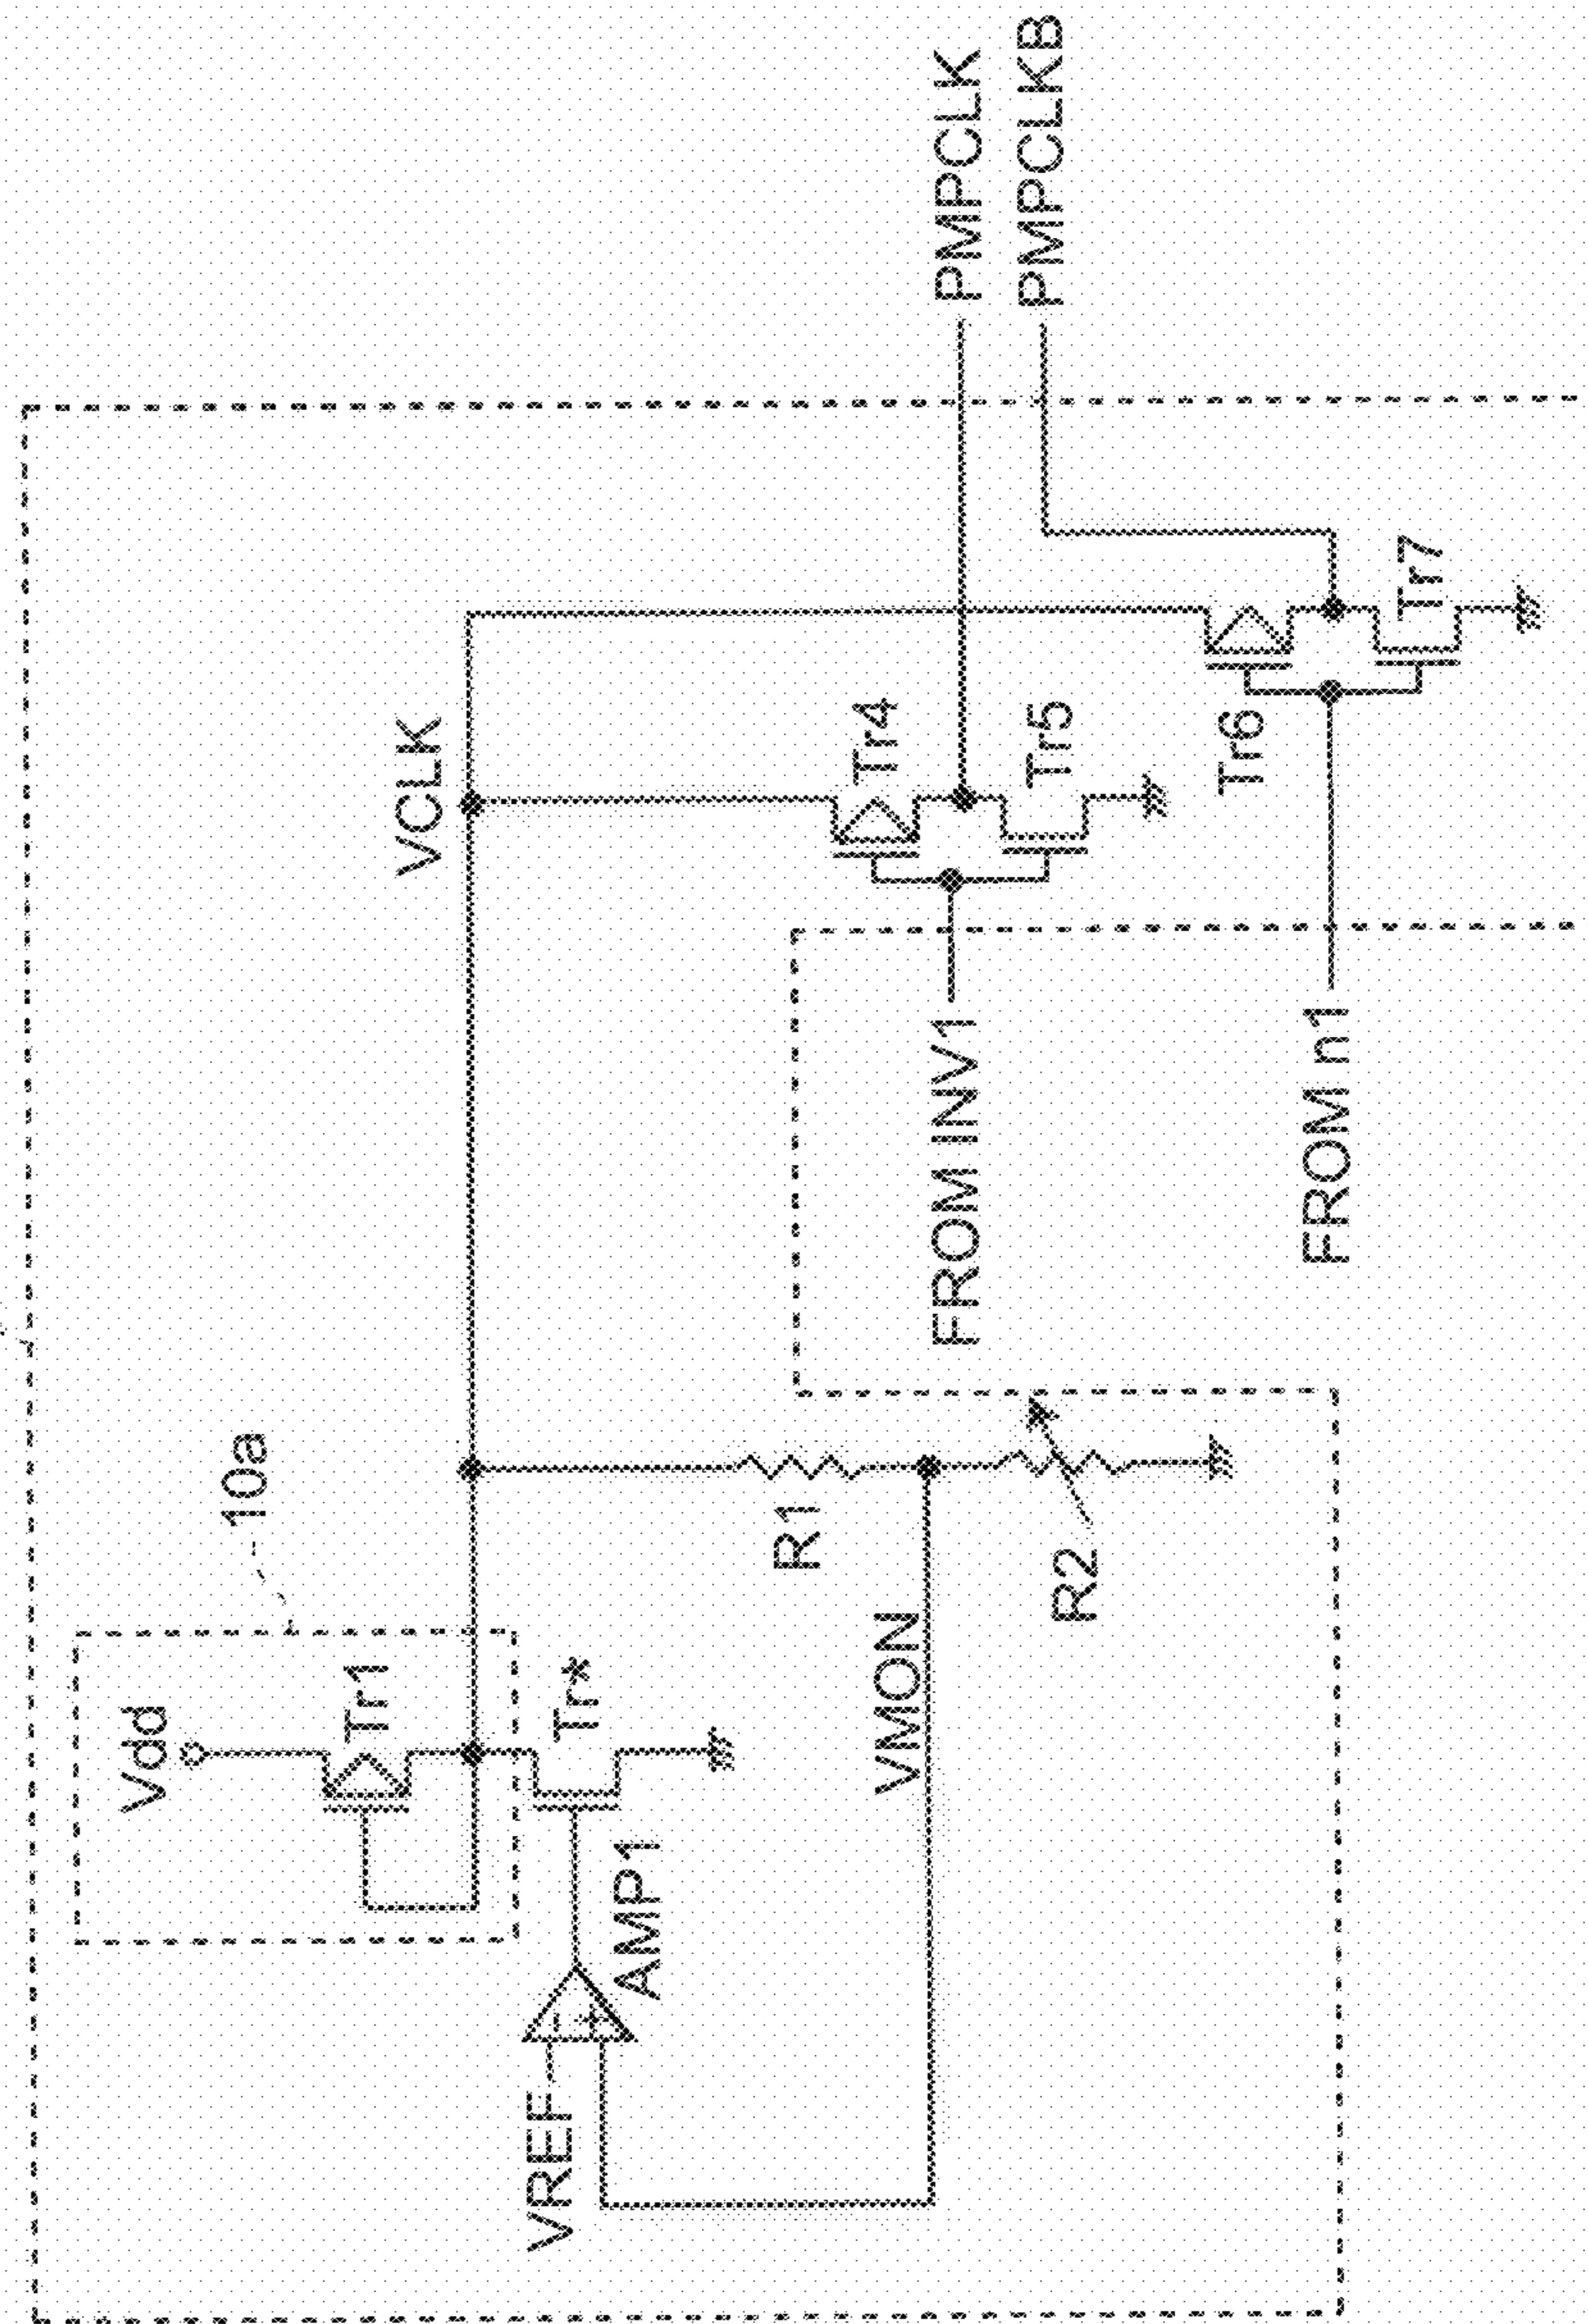 10a
Vdd
Tr1
VCLK
Tr*
VREF
-
+
AMP1
R1
Tr4
VMON
FROM INV1
PMPCLK
Tr5
PMPCLKB
R2
Tr6
FROM n1
Tr7